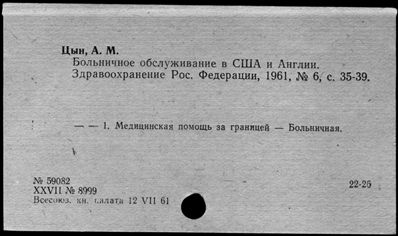 Цын, А. М.
Больничное обслуживание в США и Англии.
Здравоохранение Рос. Федерации, 1961, № 6, с. 35-39.
— — 1. Медицинская помощь за границей — Больничная.
№ 59082
XXVII № 8999
Всесоюз. кн. палата 12 VII 61
22-25